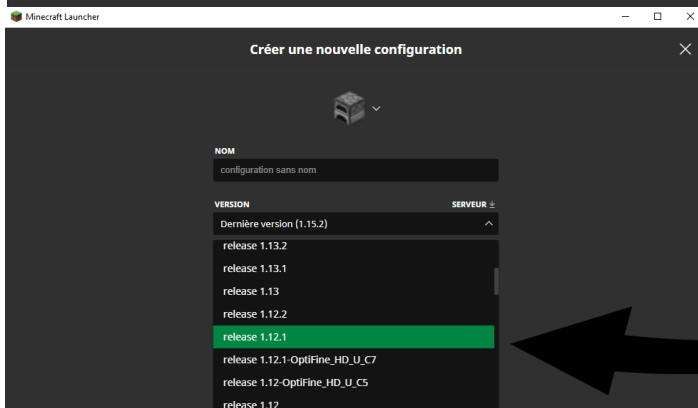 Minecraft Launcher
Créer une nouvelle configuration
NOM
configuration sans nom
VERSION SERVEUR
Dernière version (1.15.2)
release 1.13.2
release 1.13.1
release 1.13
release 1.12.2
release 1.12.1
release 1.12.1-OptiFine_HD_U_C7
release 1.12-OptiFine_HD_U_C5
release 1.12